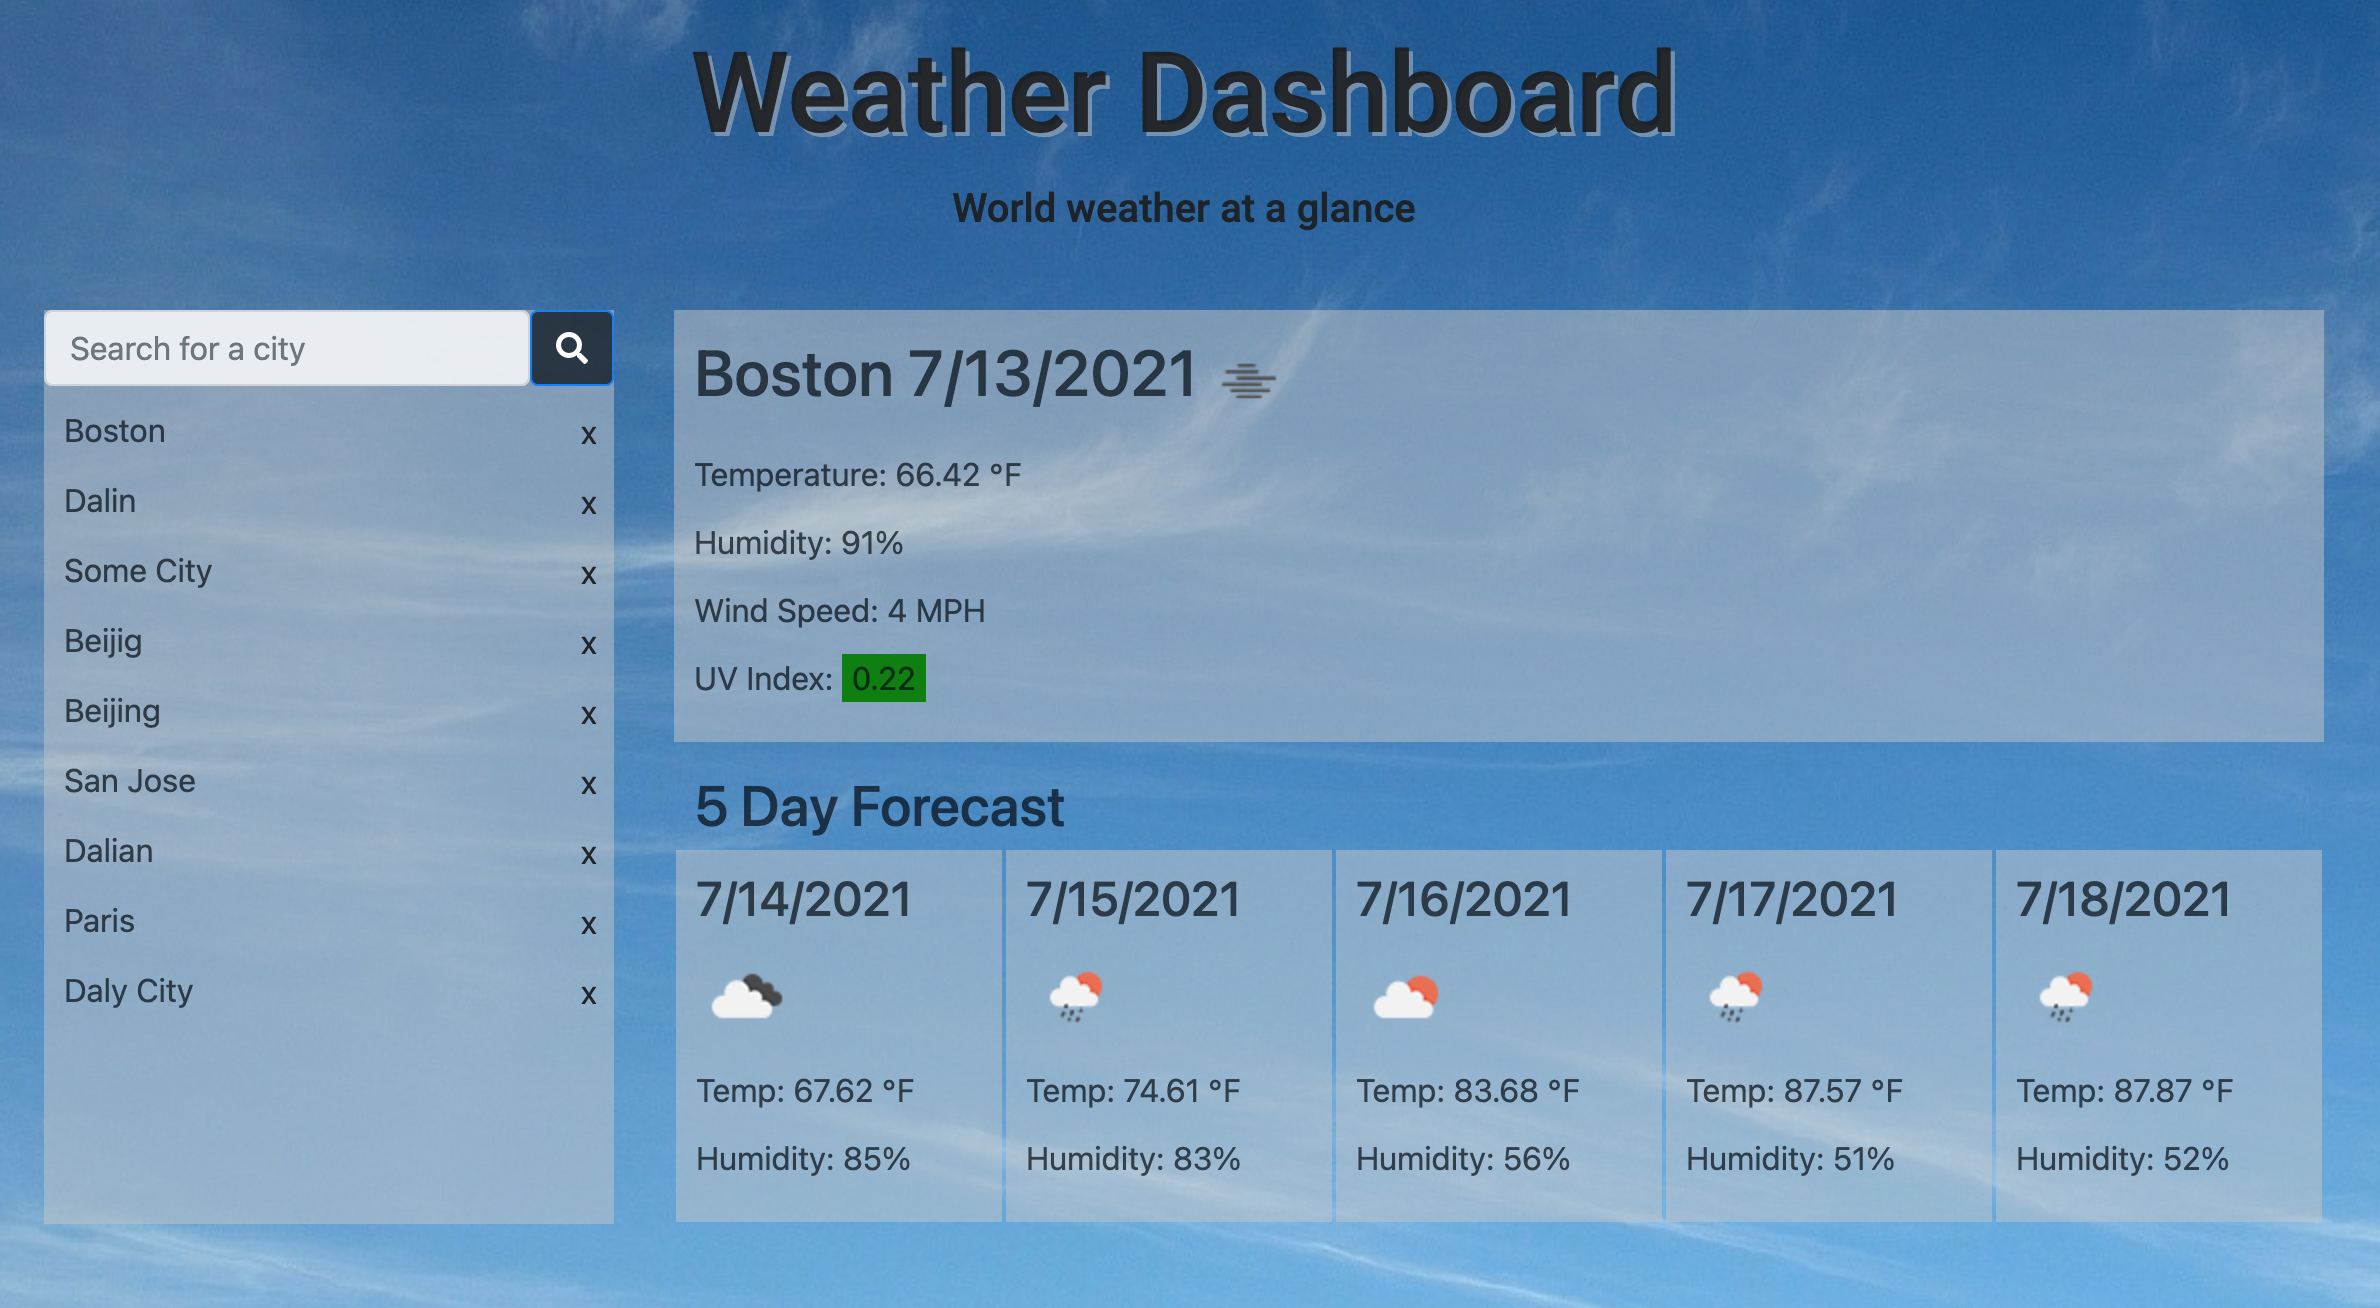 Weather Dashboard
World weather at a glance
Search for a city
Boston x
Dalin x
Some City x
Beijig x
Beijing x
San Jose x
Dalian x
Paris x
Daly City x
Boston 7/13/2021
Temperature: 66.42 °F
Humidity: 91%
Wind Speed: 4 MPH
UV Index: 0.22
5 Day Forecast
7/14/2021
Temp: 67.62 °F
Humidity: 85%
7/15/2021
Temp: 74.61 °F
Humidity: 83%
7/16/2021
Temp: 83.68 °F
Humidity: 56%
7/17/2021
Temp: 87.57 °F
Humidity: 51%
7/18/2021
Temp: 87.87 °F
Humidity: 52%